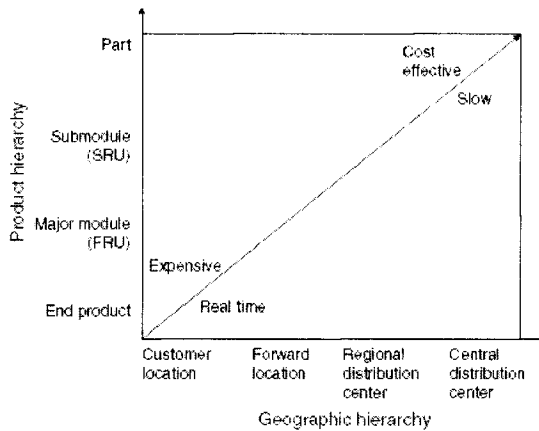 Product hierarchy
Part
Submodule
(SRU)
Major module
(FRU)
End product
Cost
effective
Slow
Expensive
Real time
Customer
location
Forward
location
Regional
distribution
center
Central
distribution
center
Geographic hierarchy